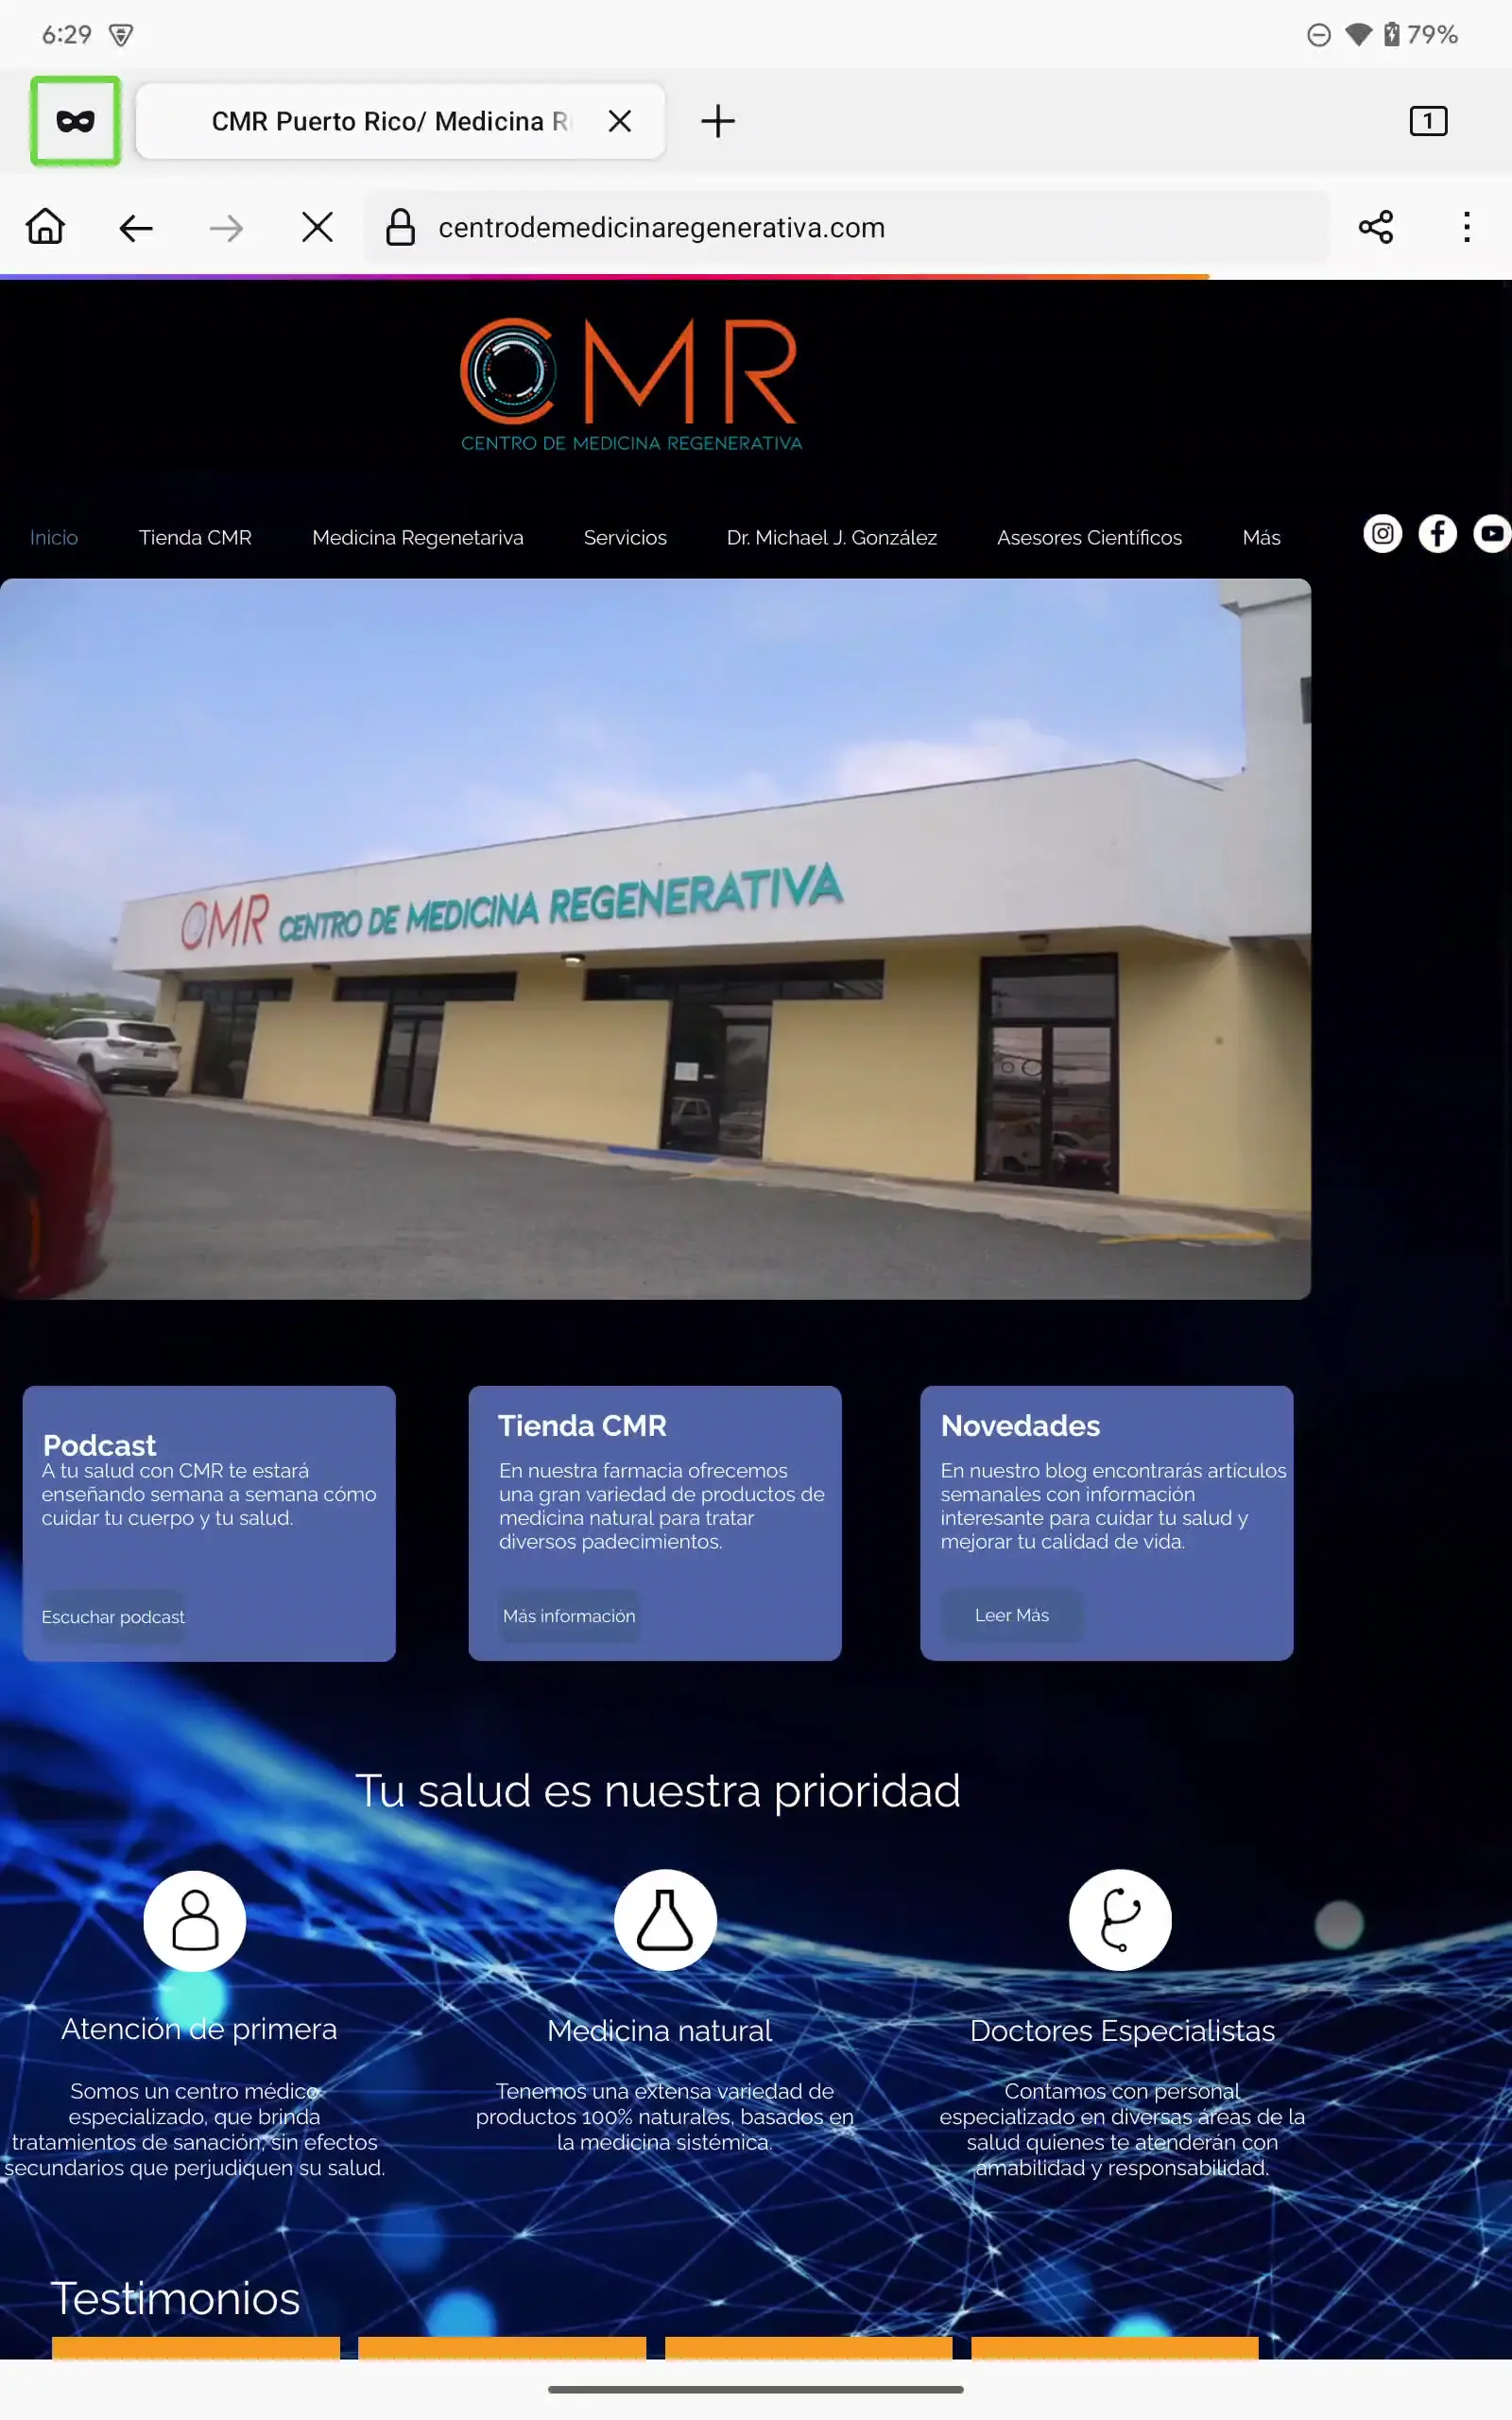 6:29
79%
CMR Puerto Rico/ Medicina R
1
centrodemedicinaregenerativa.com
CMR
CENTRO DE MEDICINA REGENERATIVA
Inicio
Tienda CMR
Medicina Regenetariva
Servicios
Dr. Michael J. González
Asesores Científicos
Más
CMR CENTRO DE MEDICINA REGENERATIVA
Podcast
A tu salud con CMR te estará
enseñando semana a semana cómo
cuidar tu cuerpo y tu salud.
Escuchar podcast
Tienda CMR
En nuestra farmacia ofrecemos
una gran variedad de productos de
medicina natural para tratar
diversos padecimientos.
Más información
Novedades
En nuestro blog encontrarás artículos
semanales con información
interesante para cuidar tu salud y
mejorar tu calidad de vida.
Leer Más
Tu salud es nuestra prioridad
Atención de primera
Somos un centro médico
especializado, que brinda
tratamientos de sanación, sin efectos
secundarios que perjudiquen su salud.
Medicina natural
Tenemos una extensa variedad de
productos 100% naturales, basados en
la medicina sistémica.
Doctores Especialistas
Contamos con personal
especializado en diversas áreas de la
salud quienes te atenderán con
amabilidad y responsabilidad.
Testimonios